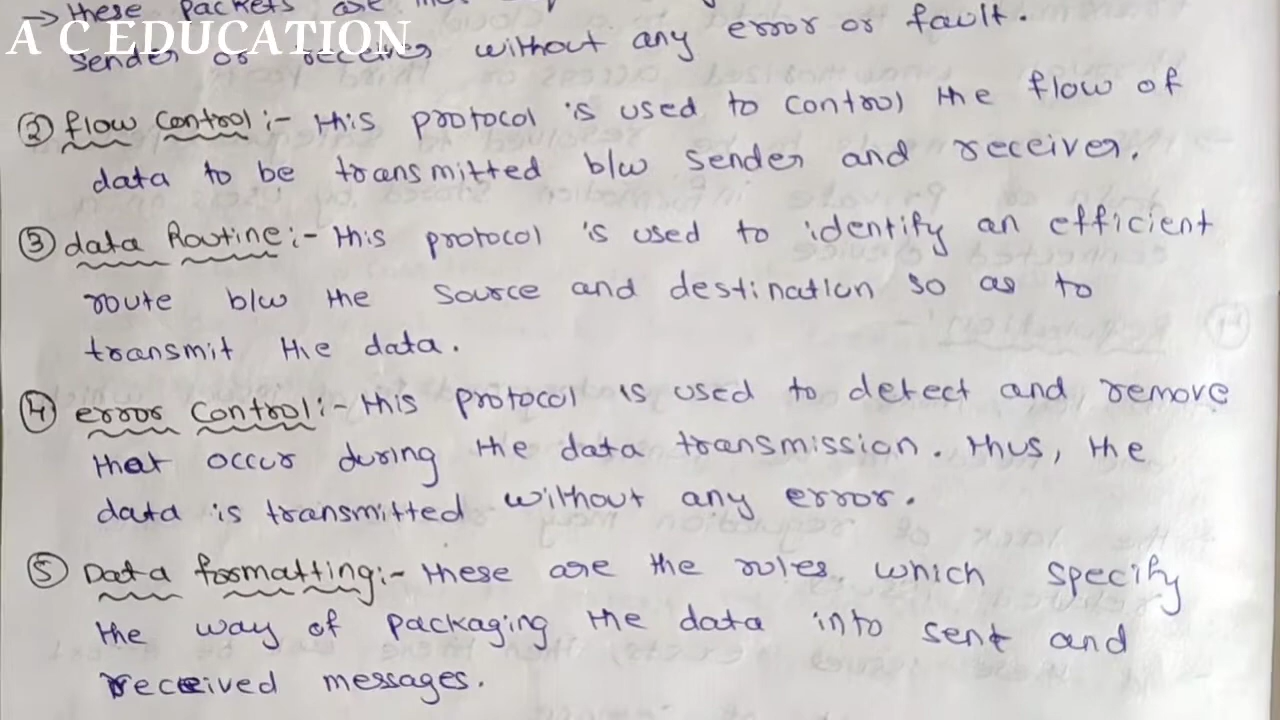 → these packets are
A C EDUCATION
sender or receiver without any error or fault.
② flow control :- this protocol is used to control the flow of
data to be transmitted b/w sender and receiver.
③ data Routine :- this protocol is used to identify an efficient
route b/w the source and destination so as to
transmit the data.
④ error control :- this protocol is used to detect and remove
that occur during the data transmission. thus, the
data is transmitted without any error.
⑤ Data formatting :- these are the rules which specify
the way of packaging the data into sent and
received messages.